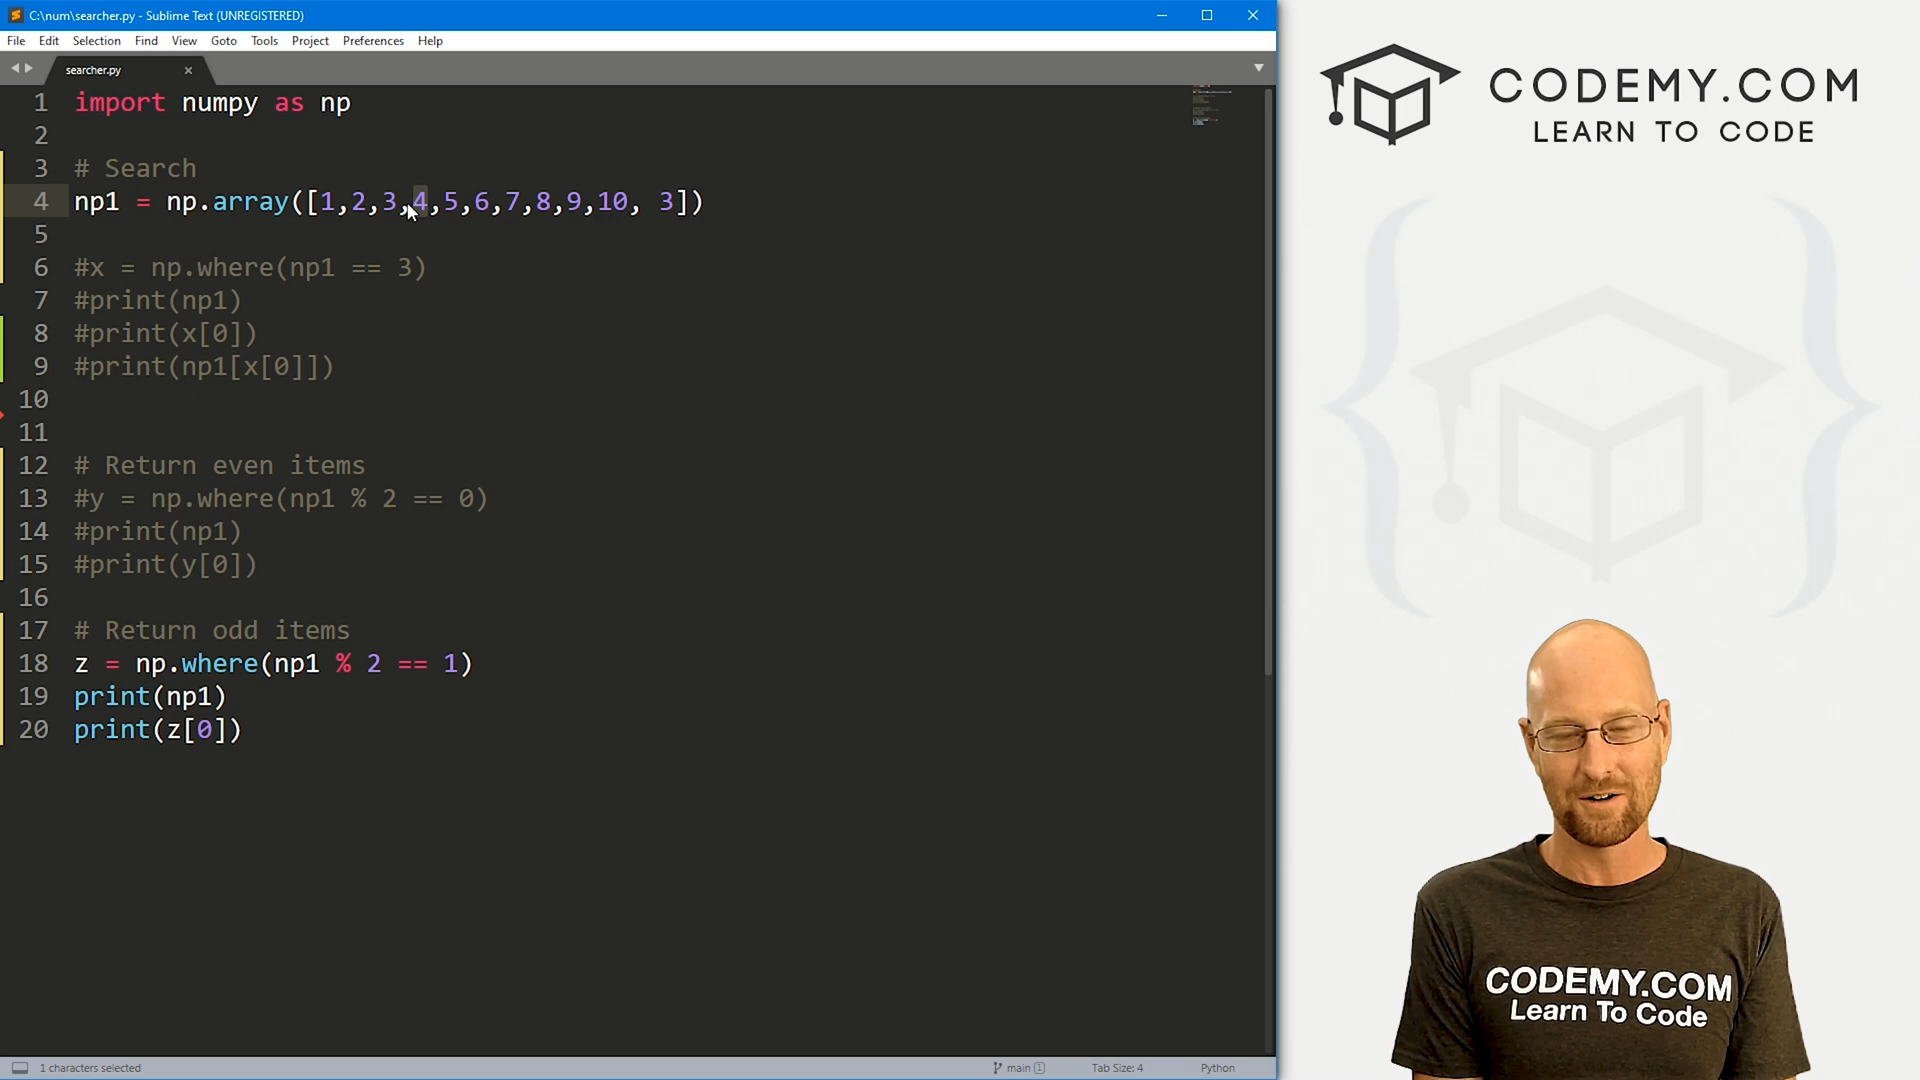 C:\num\searcher.py - Sublime Text (UNREGISTERED)
File Edit Selection Find View Goto Tools Project Preferences Help
searcher.py
1 import numpy as np
2
3 # Search
4 np1 = np.array([1,2,3,4,5,6,7,8,9,10, 3])
5
6 #x = np.where(np1 == 3)
7 #print(np1)
8 #print(x[0])
9 #print(np1[x[0]])
10
11
12 # Return even items
13 #y = np.where(np1 % 2 == 0)
14 #print(np1)
15 #print(y[0])
16
17 # Return odd items
18 z = np.where(np1 % 2 == 1)
19 print(np1)
20 print(z[0])
1 characters selected
main 1
Tab Size: 4
Python
CODEMY.COM
LEARN TO CODE
CODEMY.COM
Learn To Code